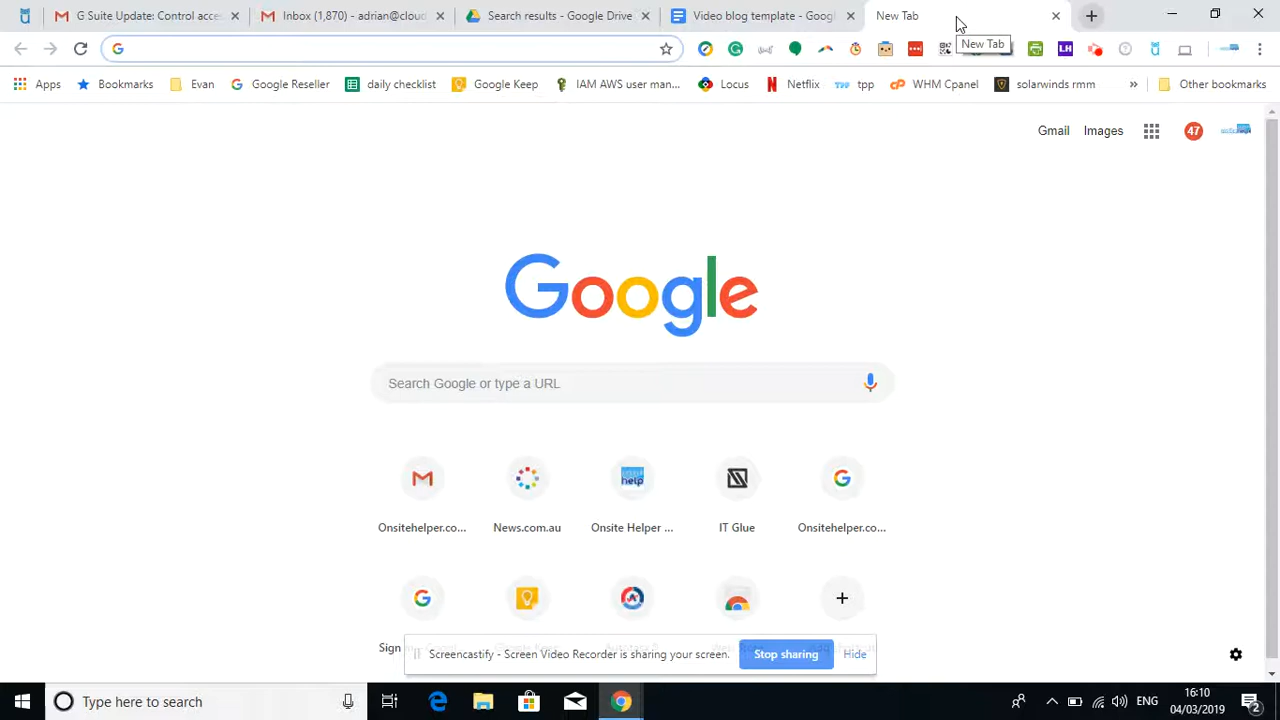 G Suite Update: Control acces
Inbox (1,870) - adrian@cloud
Search results - Google Drive
Video blog template - Googl
New Tab
New Tab
Apps
Bookmarks
Evan
Google Reseller
daily checklist
Google Keep
IAM AWS user man...
Locus
Netflix
tpp
WHM Cpanel
solarwinds rmm
»
Other bookmarks
LH
Gmail
Images
47
Google
Search Google or type a URL
help
Onsitehelper.co...
News.com.au
Onsite Helper ...
IT Glue
Onsitehelper.co...
Sign
Screencastify - Screen Video Recorder is sharing your screen.
Stop sharing
Hide
Type here to search
ENG
16:10
04/03/2019
2